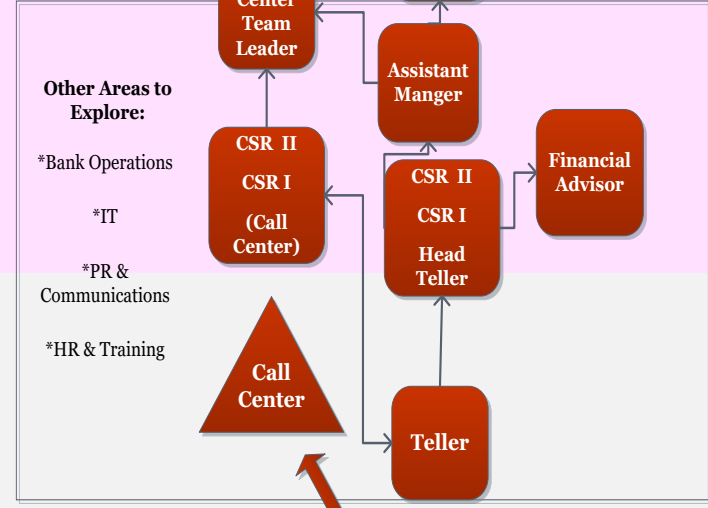 Center
Team
Leader
Assistant
Manger
Other Areas to
Explore:
*Bank Operations
*IT
*PR &
Communications
*HR & Training
CSR II
CSR I
(Call
Center)
CSR II
CSR I
Head
Teller
Financial
Advisor
Call
Center
Teller